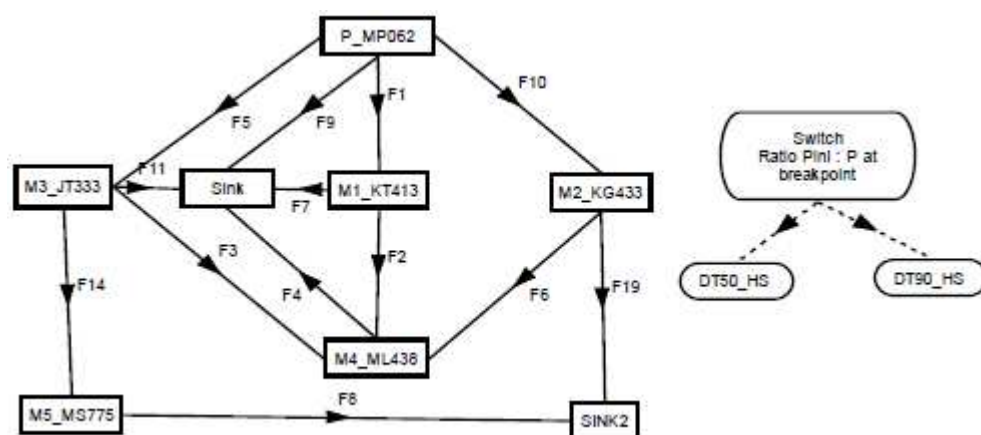 P_MP062
F10
F1
F5
F9
Switch
Ratio PinI : P at
breakpoint
F11
M3_JT333
Sink
M1_KT413
M2_KG433
F7
F3
F2
F14
F4
F6
F19
DT50_HS
DT90_HS
M4_ML438
F8
M5_MS775
SINK2